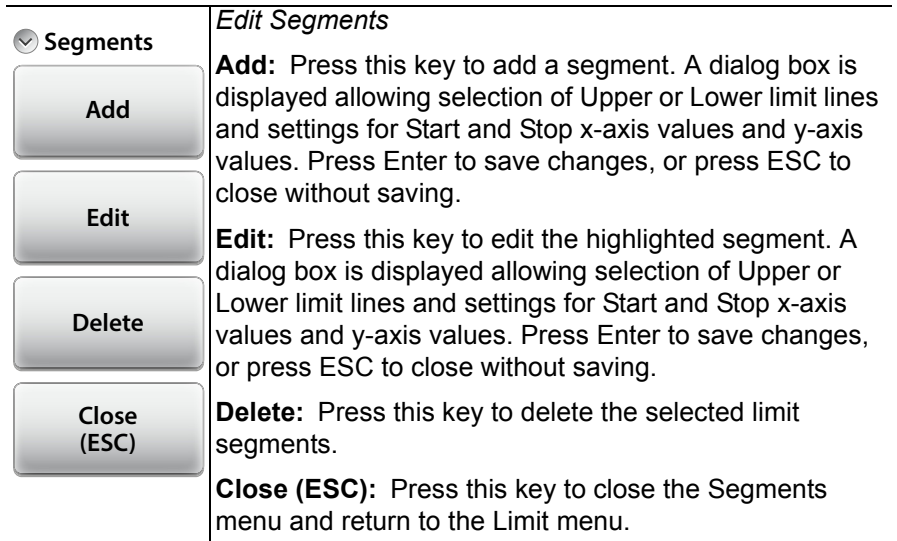 Segments
Add
Edit
Delete
Close
(ESC)
Edit Segments
Add: Press this key to add a segment. A dialog box is
displayed allowing selection of Upper or Lower limit lines
and settings for Start and Stop x-axis values and y-axis
values. Press Enter to save changes, or press ESC to
close without saving.
Edit: Press this key to edit the highlighted segment. A
dialog box is displayed allowing selection of Upper or
Lower limit lines and settings for Start and Stop x-axis
values and y-axis values. Press Enter to save changes,
or press ESC to close without saving.
Delete: Press this key to delete the selected limit
segments.
Close (ESC): Press this key to close the Segments
menu and return to the Limit menu.